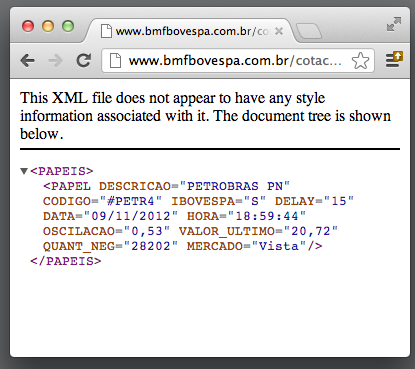 www.bmfbovespa.com.br/co
www.bmfbovespa.com.br/cotac...
This XML file does not appear to have any style
information associated with it. The document tree is shown
below.
▼<PAPEIS>
<PAPEL DESCRICAO="PETROBRAS PN"
CODIGO="#PETR4" IBOVESPA="S" DELAY="15"
DATA="09/11/2012" HORA="18:59:44"
OSCILACAO="0,53" VALOR_ULTIMO="20,72"
QUANT_NEG="28202" MERCADO="Vista"/>
</PAPEIS>